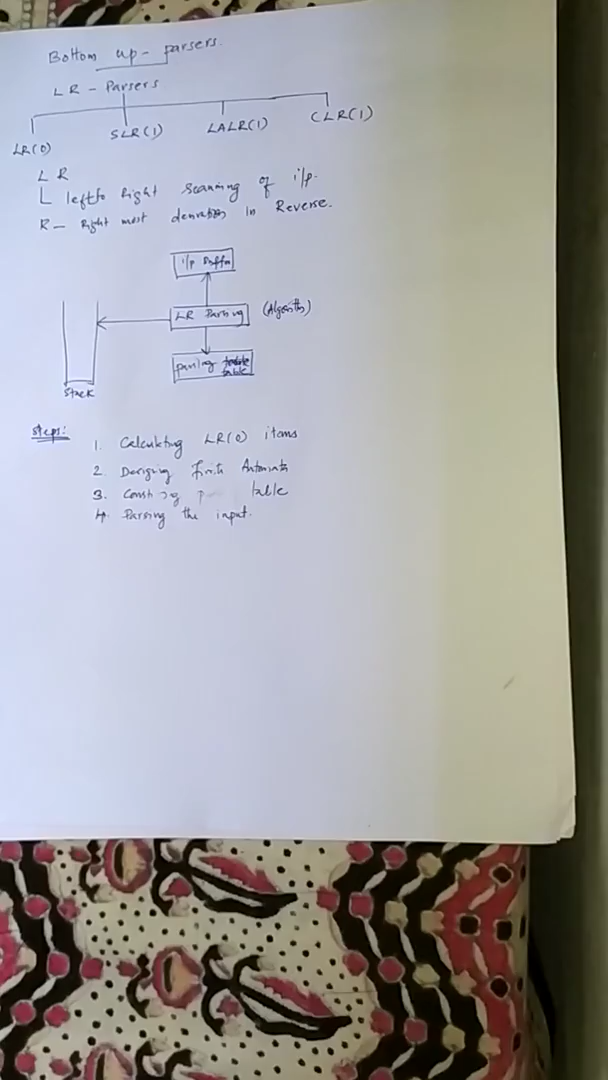 Bottom up - parsers.
LR - Parsers
LR(0) SLR(1) LALR(1) CLR(1)
LR
L left to Right scanning of i/p.
R - Right most derivation in Reverse.
i/p Buffer
LR Parsing (Algorithm)
parsing table
Stack
Steps:
1. Calculating LR(0) items
2. Designing Finite Automata
3. table
4. Parsing the input.